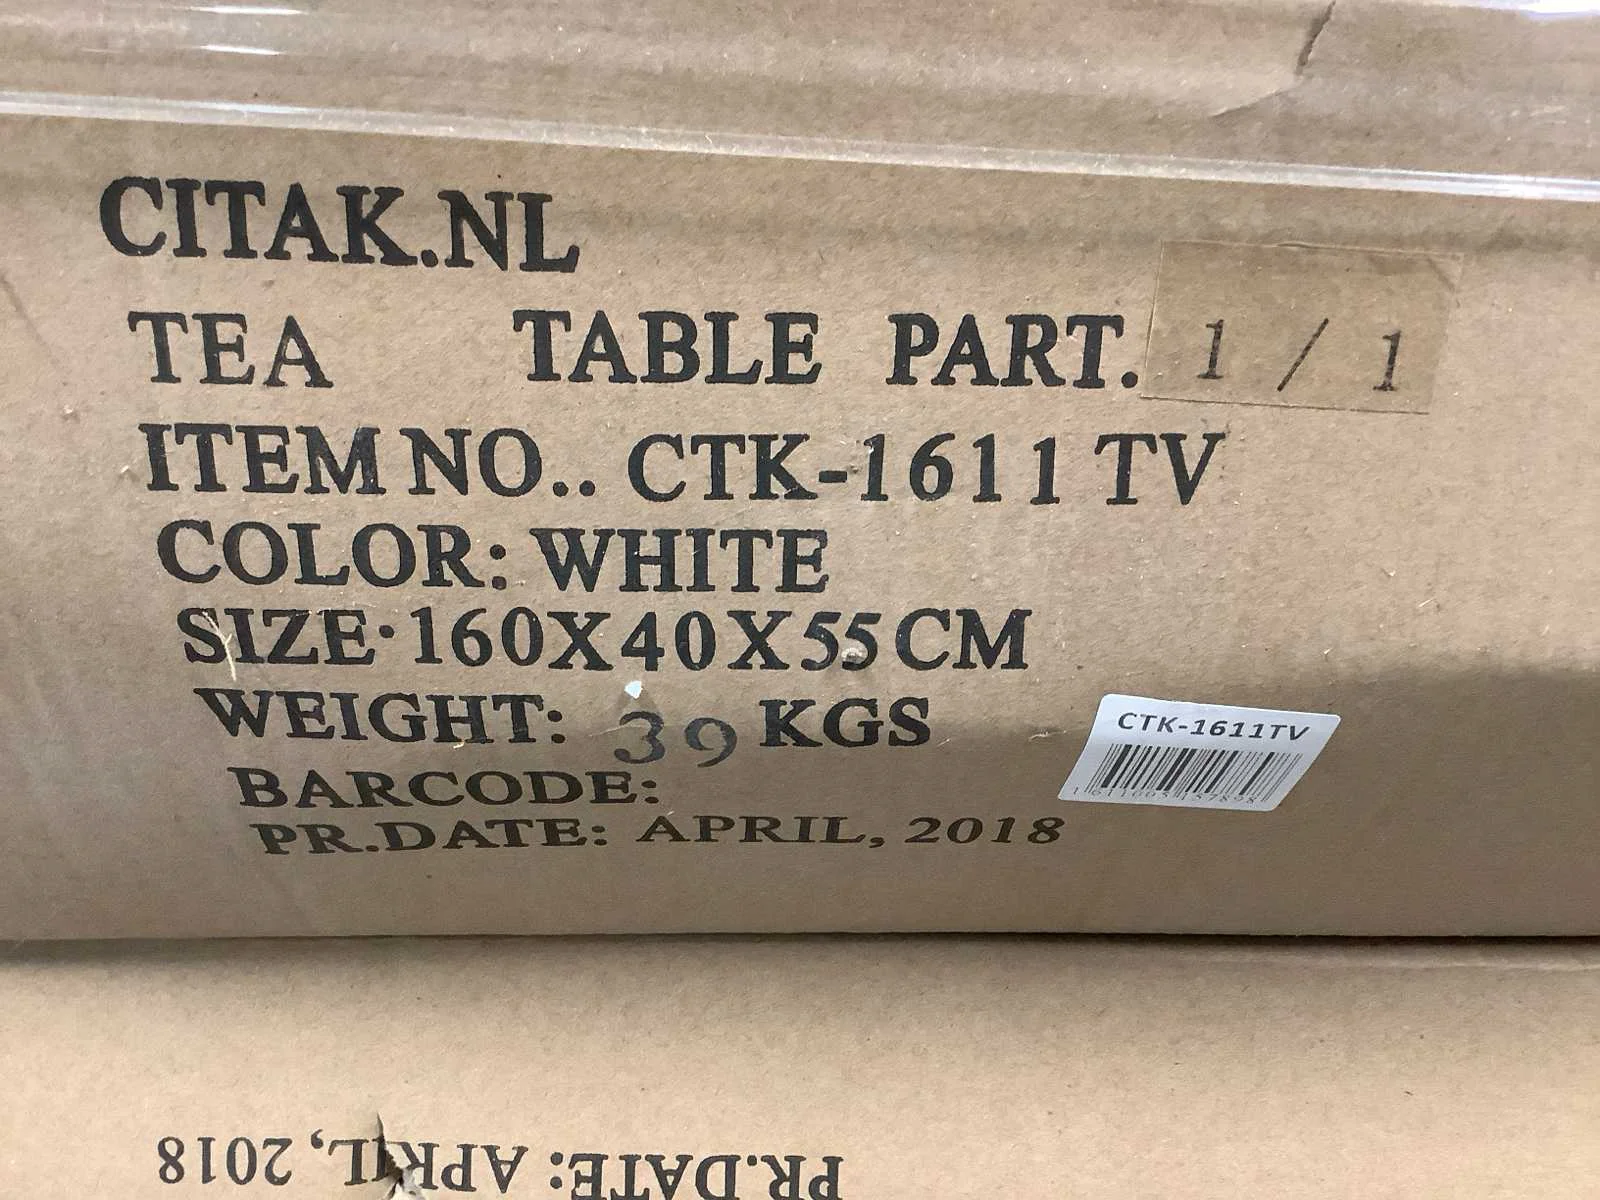 CITAK.NL
TEA TABLE PART. 1 / 1
ITEM NO.. CTK-1611 TV
COLOR: WHITE
SIZE: 160X40X55CM
WEIGHT: 39 KGS
CTK-1611TV
BARCODE:
PR.DATE: APRIL, 2018
PR.DATE: APRIL, 2018